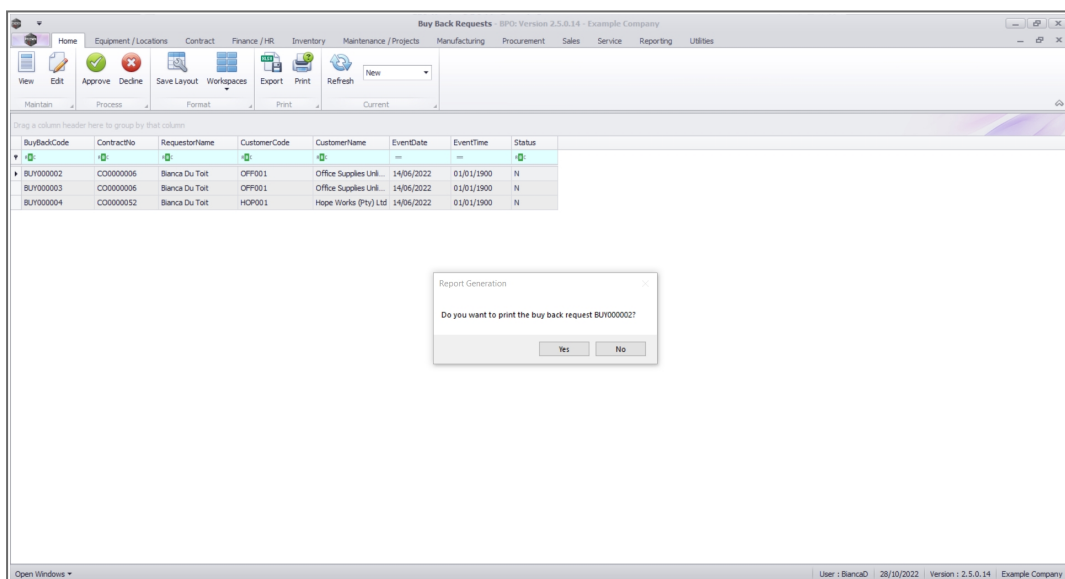 Buy Back Requests - BPO: Version 2.5.0.14 - Example Company
Home Equipment / Locations Contract Finance / HR Inventory Maintenance / Projects Manufacturing Procurement Sales Service Reporting Utilities
View Edit Approve Decline Save Layout Workspaces Export Print Refresh New
Maintain Process Format Print Current
Drag a column header here to group by that column
BuyBackCode ContractNo RequestorName CustomerCode CustomerName EventDate EventTime Status
= =
BUY000002 CO0000006 Bianca Du Toit OFF001 Office Supplies Unli... 14/06/2022 01/01/1900 N
BUY000003 CO0000006 Bianca Du Toit OFF001 Office Supplies Unli... 14/06/2022 01/01/1900 N
BUY000004 CO0000052 Bianca Du Toit HOP001 Hope Works (Pty) Ltd 14/06/2022 01/01/1900 N
Report Generation
Do you want to print the buy back request BUY000002?
Yes No
Open Windows User : BiancaD 28/10/2022 Version : 2.5.0.14 Example Company